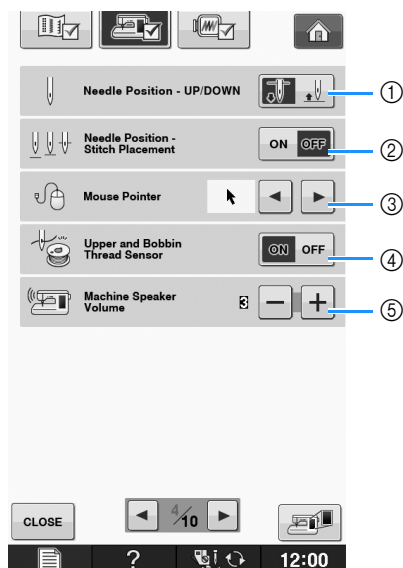 Needle Position - UP/DOWN
①
Needle Position -
Stitch Placement
ON OFF
②
Mouse Pointer
③
Upper and Bobbin
Thread Sensor
ON OFF
④
Machine Speaker
Volume
3 − +
⑤
CLOSE
4/10
?
12:00